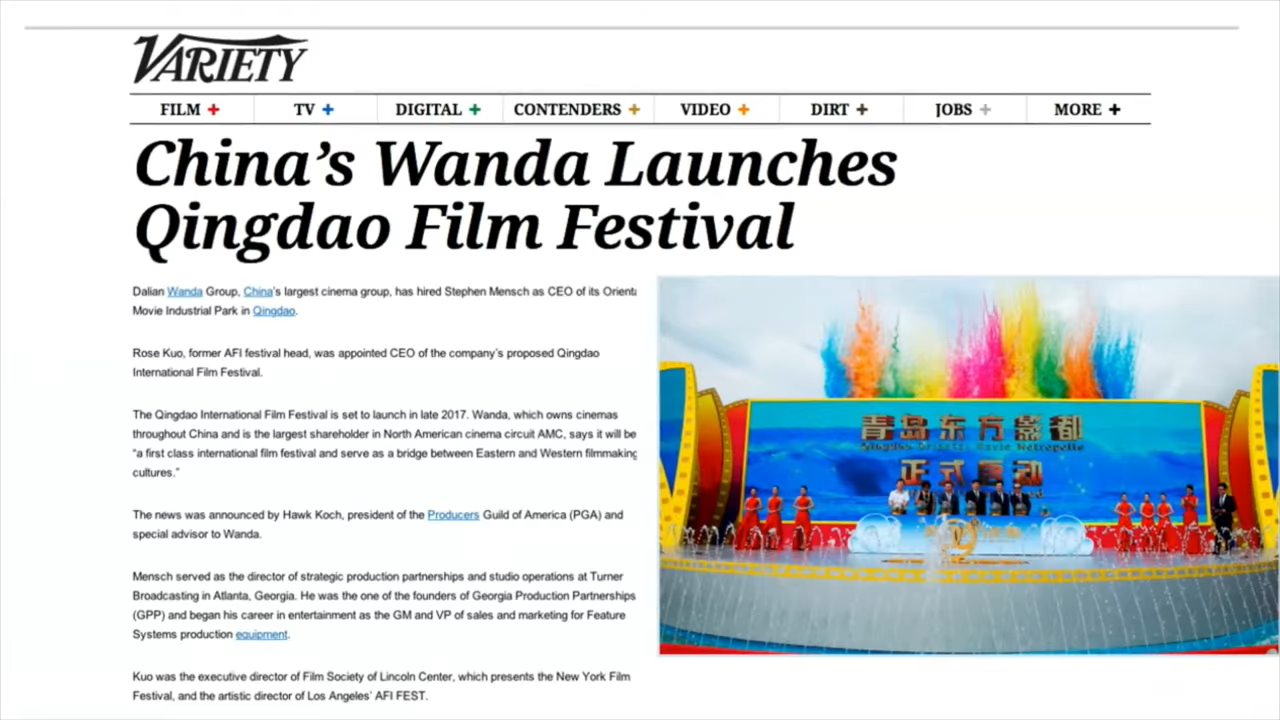 VARIETY
FILM + TV + DIGITAL + CONTENDERS + VIDEO + DIRT + JOBS + MORE +
China’s Wanda Launches
Qingdao Film Festival
Dalian Wanda Group, China’s largest cinema group, has hired Stephen Mensch as CEO of its Orienta
Movie Industrial Park in Qingdao.
Rose Kuo, former AFI festival head, was appointed CEO of the company’s proposed Qingdao
International Film Festival.
The Qingdao International Film Festival is set to launch in late 2017. Wanda, which owns cinemas
throughout China and is the largest shareholder in North American cinema circuit AMC, says it will be
“a first class international film festival and serve as a bridge between Eastern and Western filmmaking
cultures.”
The news was announced by Hawk Koch, president of the Producers Guild of America (PGA) and
special advisor to Wanda.
Mensch served as the director of strategic production partnerships and studio operations at Turner
Broadcasting in Atlanta, Georgia. He was the one of the founders of Georgia Production Partnerships
(GPP) and began his career in entertainment as the GM and VP of sales and marketing for Feature
Systems production equipment.
Kuo was the executive director of Film Society of Lincoln Center, which presents the New York Film
Festival, and the artistic director of Los Angeles’ AFI FEST.
青岛东方影都
Qingdao Oriental Movie Metropolis
正式启动